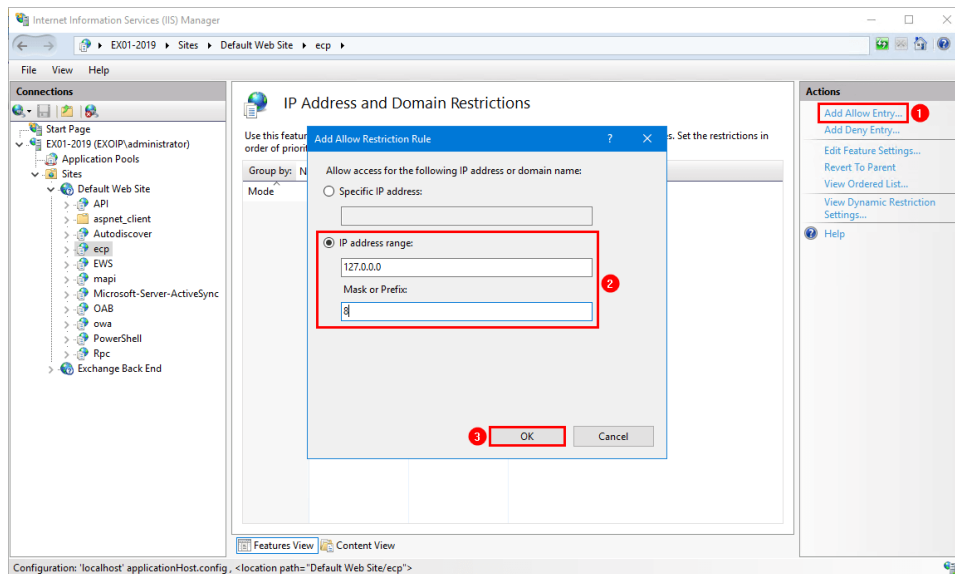 Internet Information Services (IIS) Manager
EX01-2019 Sites Default Web Site ecp
File View Help
Connections
Start Page
EX01-2019 (EXOIP\administrator)
Application Pools
Sites
Default Web Site
API
aspnet_client
Autodiscover
ecp
EWS
mapi
Microsoft-Server-ActiveSync
OAB
owa
PowerShell
Rpc
Exchange Back End
IP Address and Domain Restrictions
Use this s. Set the restrictions in
order of
Group by:
Mode
Add Allow Restriction Rule ? X
Allow access for the following IP address or domain name:
Specific IP address:
IP address range:
127.0.0.0
Mask or Prefix:
8
2
3 OK Cancel
Features View Content View
Actions
Add Allow Entry... 1
Add Deny Entry...
Edit Feature Settings...
Revert To Parent
View Ordered List...
View Dynamic Restriction
Settings...
Help
Configuration: 'localhost' applicationHost.config , <location path="Default Web Site/ecp">